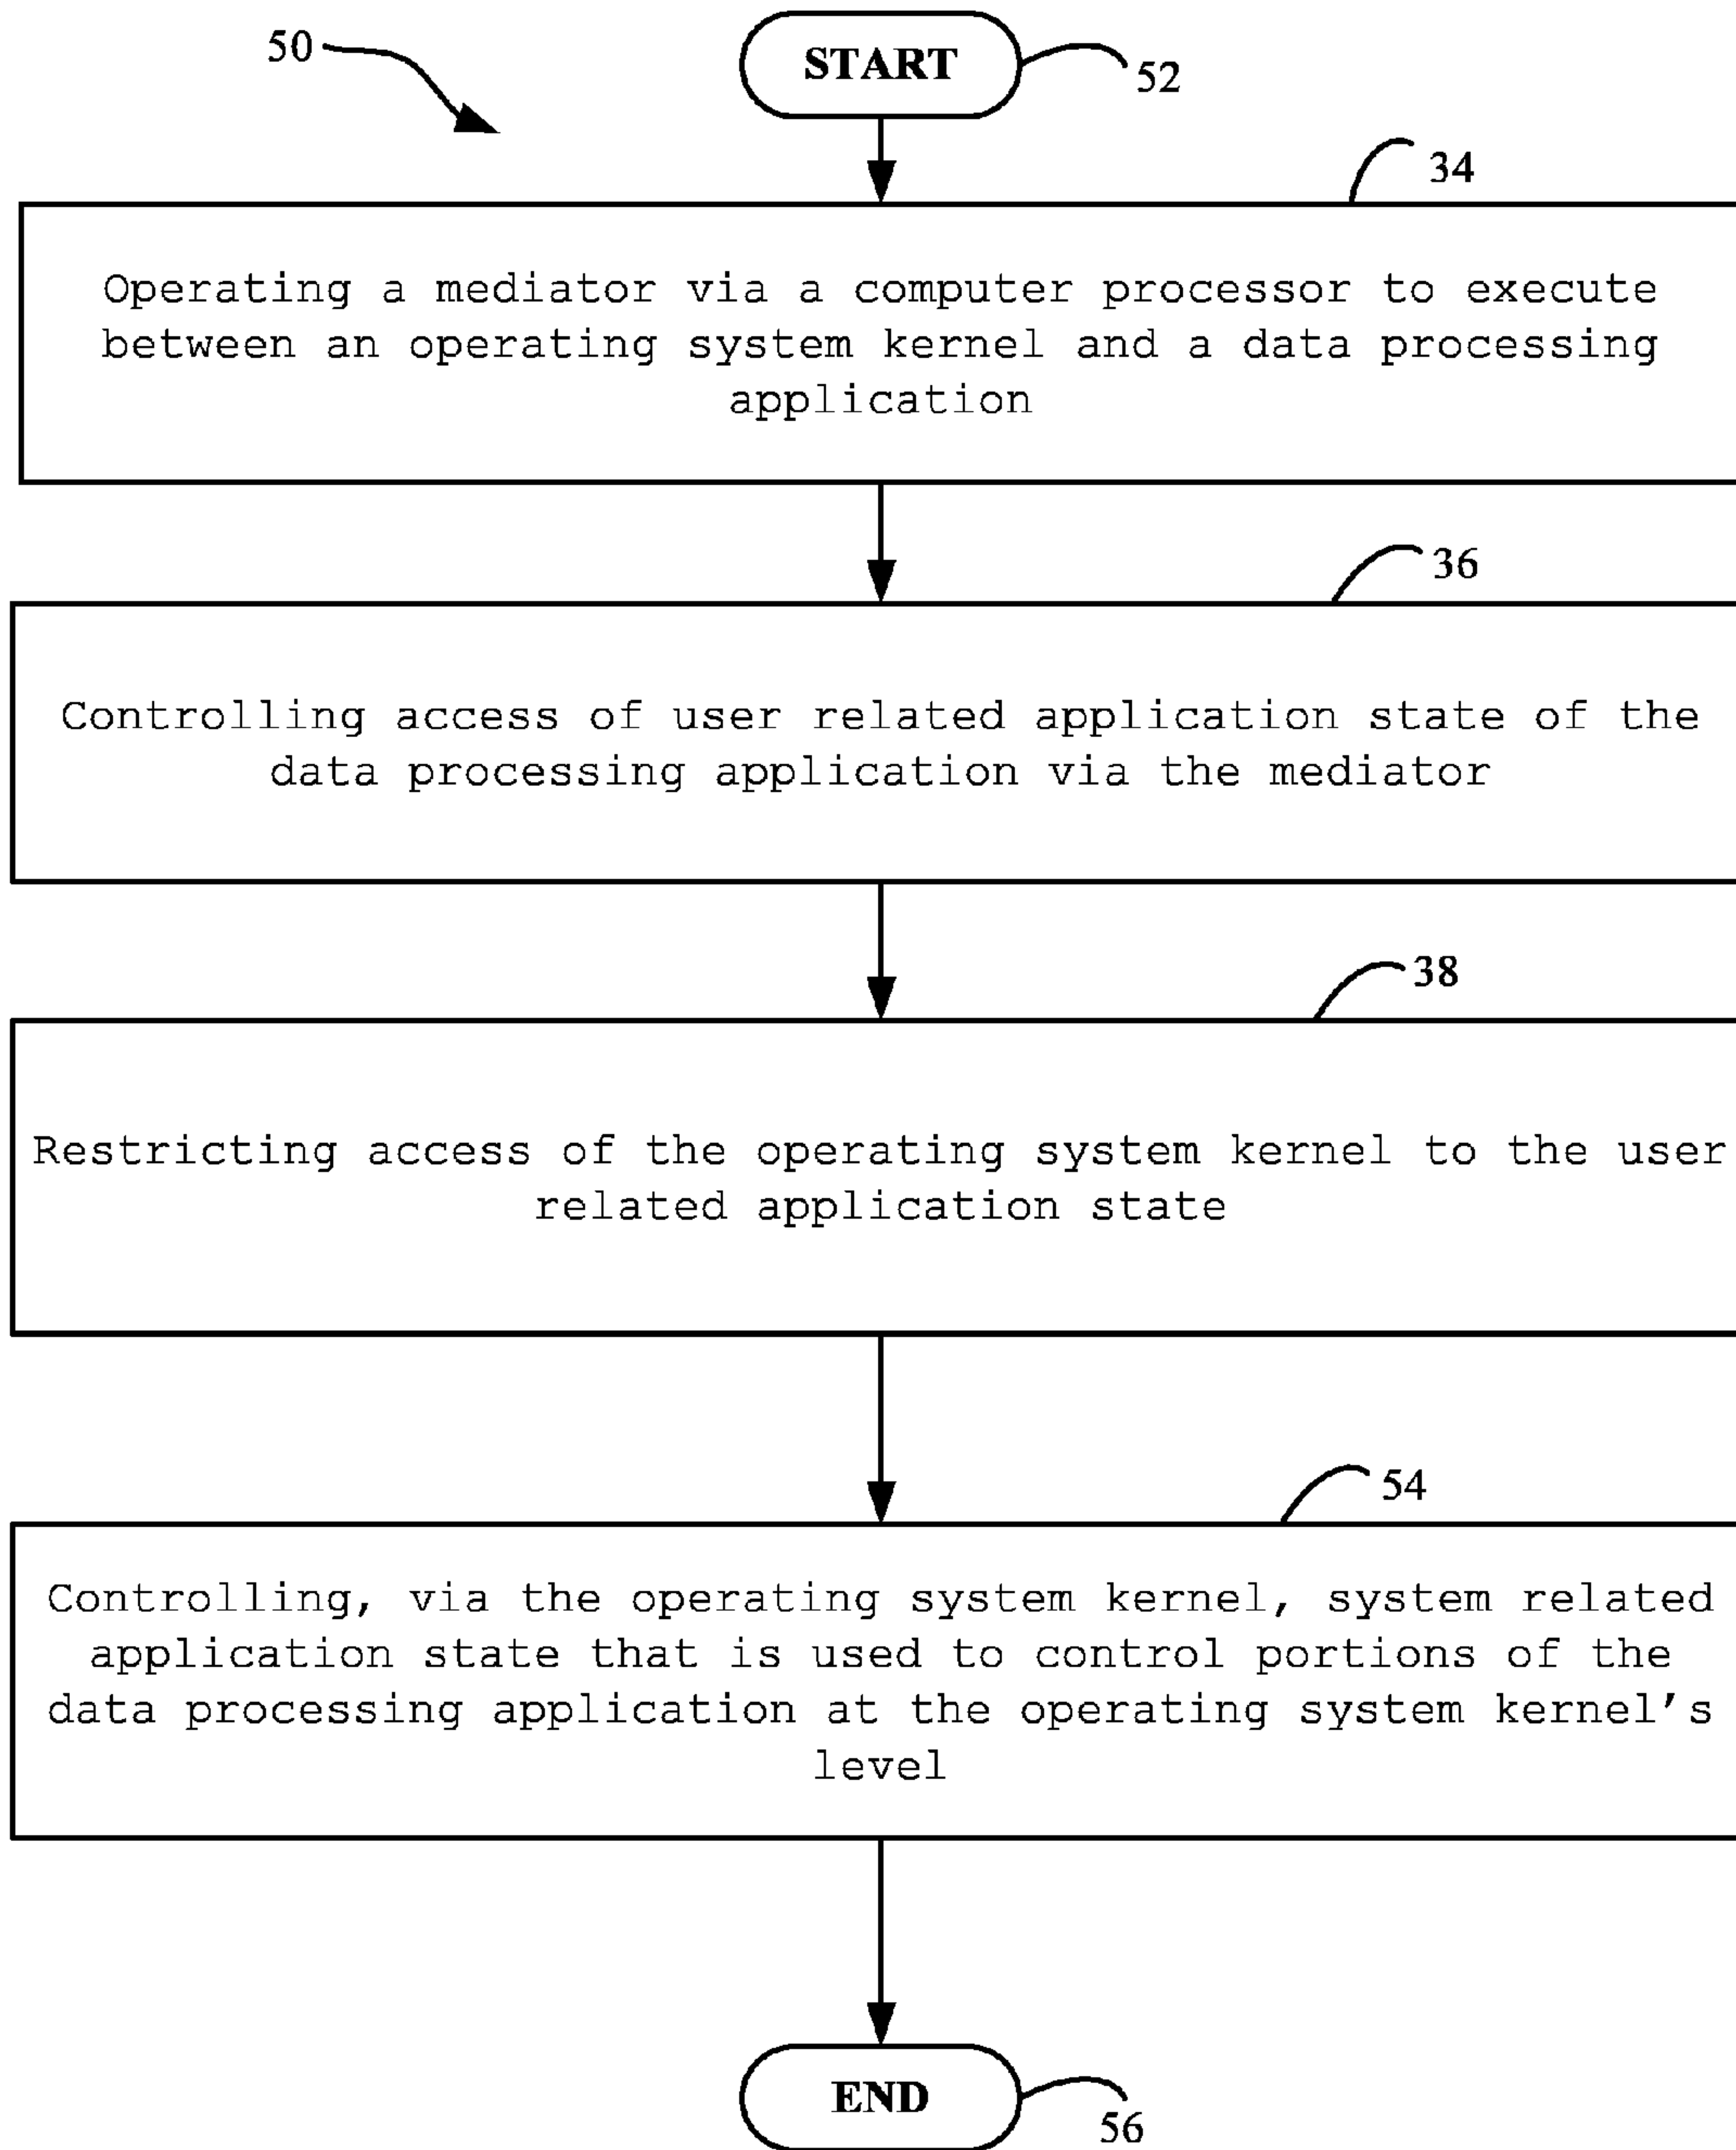 50
START
52
34
Operating a mediator via a computer processor to execute
between an operating system kernel and a data processing
application
36
Controlling access of user related application state of the
data processing application via the mediator
38
Restricting access of the operating system kernel to the user
related application state
54
Controlling, via the operating system kernel, system related
application state that is used to control portions of the
data processing application at the operating system kernel's
level
END
56